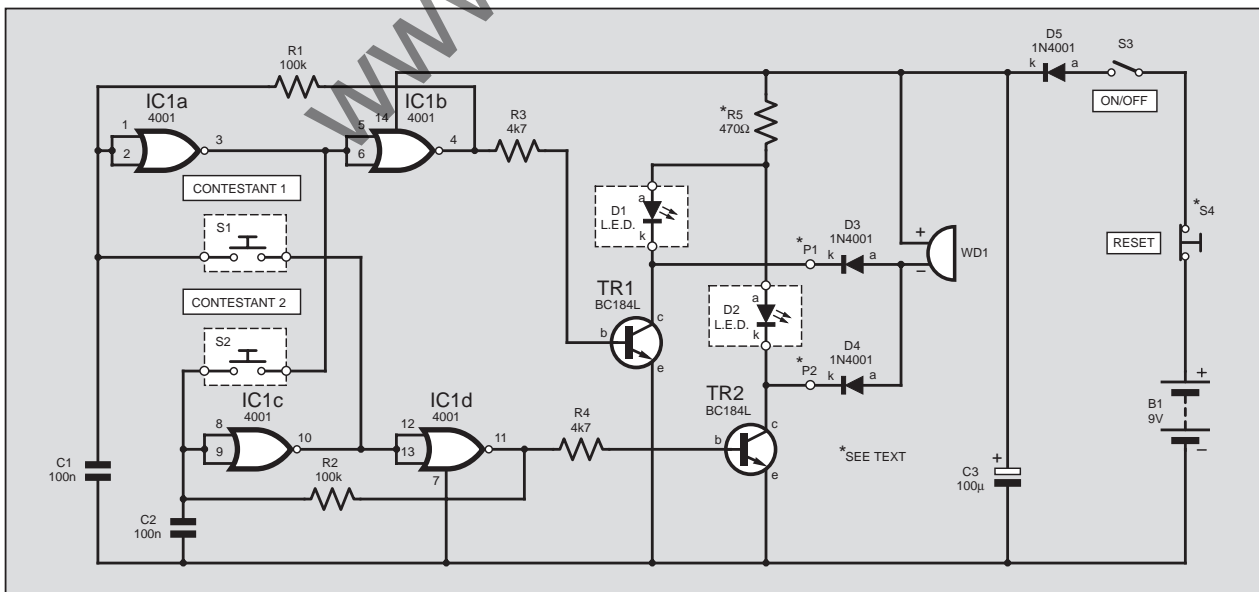 WWW
R1
100k
IC1a
4001
1
2
3
IC1b
4001
14
5
6
4
R3
4k7
*R5
470Ω
D5
1N4001
k
a
S3
ON/OFF
CONTESTANT 1
S1
CONTESTANT 2
S2
a
D1
L.E.D.
k
*P1
D3
1N4001
k
a
+
−
WD1
*S4
RESET
TR1
BC184L
b
c
e
a
D2
L.E.D.
k
*P2
D4
1N4001
k
a
IC1c
4001
8
9
10
IC1d
4001
12
13
11
7
R4
4k7
TR2
BC184L
b
c
e
*SEE TEXT
R2
100k
C1
100n
C2
100n
+
C3
100µ
+
B1
9V
−